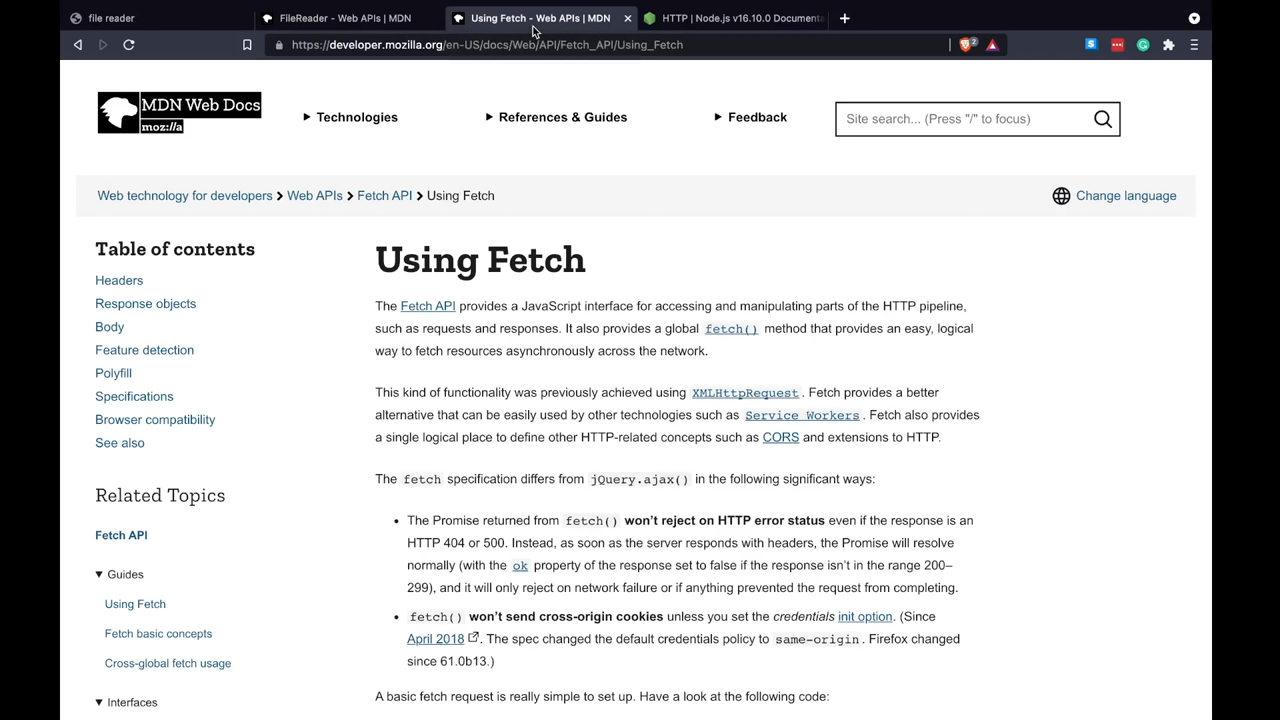 file reader
FileReader - Web APIs | MDN
Using Fetch - Web APIs | MDN
HTTP | Node.js v16.10.0 Documenta
https://developer.mozilla.org/en-US/docs/Web/API/Fetch_API/Using_Fetch
2
MDN Web Docs
moz://a
Technologies
References & Guides
Feedback
Site search... (Press "/" to focus)
Web technology for developers > Web APIs > Fetch API > Using Fetch
Change language
Table of contents
Headers
Response objects
Body
Feature detection
Polyfill
Specifications
Browser compatibility
See also
Related Topics
Fetch API
Guides
Using Fetch
Fetch basic concepts
Cross-global fetch usage
Interfaces
Using Fetch
The Fetch API provides a JavaScript interface for accessing and manipulating parts of the HTTP pipeline,
such as requests and responses. It also provides a global fetch() method that provides an easy, logical
way to fetch resources asynchronously across the network.
This kind of functionality was previously achieved using XMLHttpRequest. Fetch provides a better
alternative that can be easily used by other technologies such as Service Workers. Fetch also provides
a single logical place to define other HTTP-related concepts such as CORS and extensions to HTTP.
The fetch specification differs from jQuery.ajax() in the following significant ways:
• The Promise returned from fetch() won't reject on HTTP error status even if the response is an
HTTP 404 or 500. Instead, as soon as the server responds with headers, the Promise will resolve
normally (with the ok property of the response set to false if the response isn't in the range 200–
299), and it will only reject on network failure or if anything prevented the request from completing.
• fetch() won't send cross-origin cookies unless you set the credentials init option. (Since
April 2018. The spec changed the default credentials policy to same-origin. Firefox changed
since 61.0b13.)
A basic fetch request is really simple to set up. Have a look at the following code: